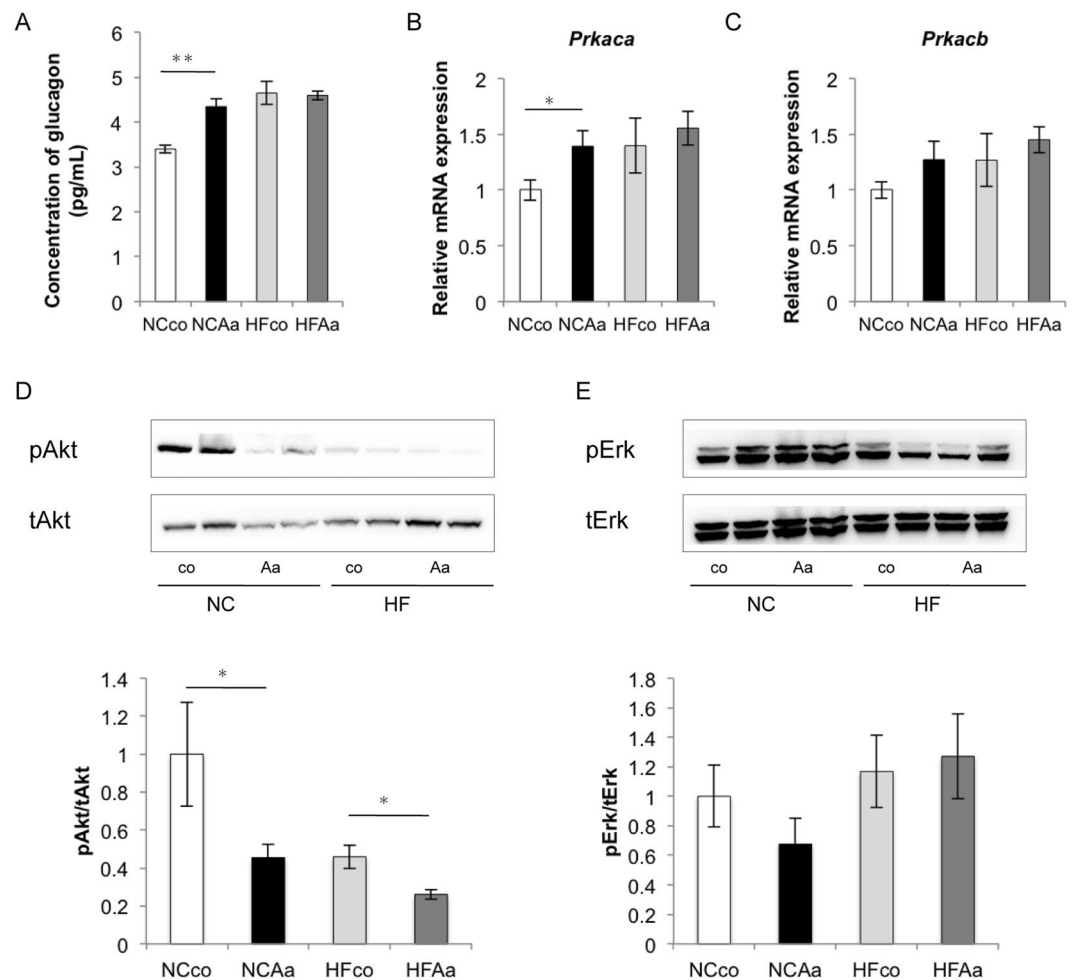 A
Concentration of glucagon
(pg/mL)
6
5
4
3
2
1
0
**
NCco NCAa HFco HFAa
B
Prkaca
Relative mRNA expression
2
1.5
1
0.5
0
*
NCco NCAa HFco HFAa
C
Prkacb
Relative mRNA expression
2
1.5
1
0.5
0
NCco NCAa HFco HFAa
D
pAkt
tAkt
co Aa co Aa
NC HF
pAkt/tAkt
1.4
1.2
1
0.8
0.6
0.4
0.2
0
*
*
NCco NCAa HFco HFAa
E
pErk
tErk
co Aa co Aa
NC HF
pErk/tErk
1.8
1.6
1.4
1.2
1
0.8
0.6
0.4
0.2
0
NCco NCAa HFco HFAa